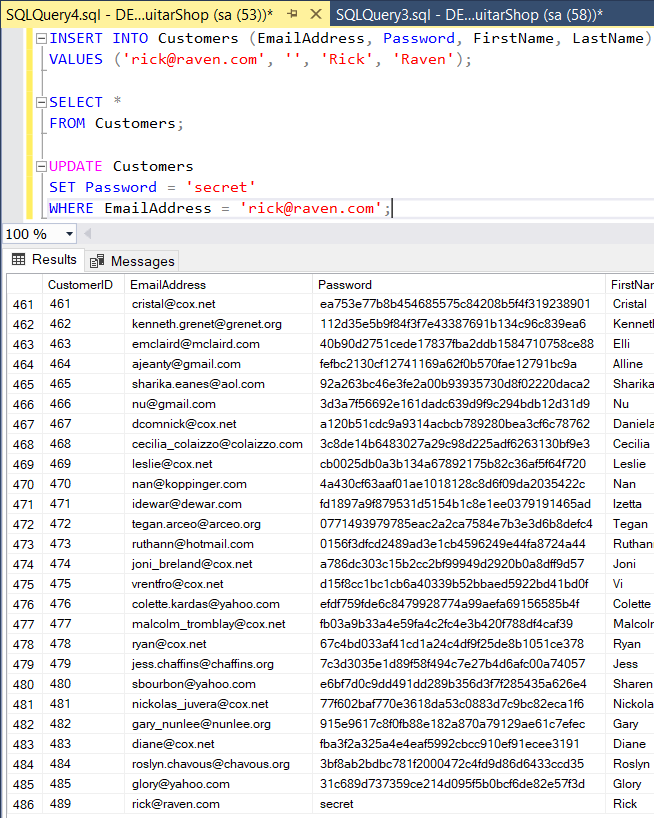 SQLQuery4.sql - DE...uitarShop (sa (53))* SQLQuery3.sql - DE...uitarShop (sa (58))*
INSERT INTO Customers (EmailAddress, Password, FirstName, LastName)
VALUES ('rick@raven.com', '', 'Rick', 'Raven');
SELECT *
FROM Customers;
UPDATE Customers
SET Password = 'secret'
WHERE EmailAddress = 'rick@raven.com';
100 %
Results Messages
CustomerID EmailAddress Password FirstNa
461 461 cristal@cox.net ea753e77b8b454685575c84208b5f4f319238901 Cristal
462 462 kenneth.grenet@grenet.org 112d35e5b9f84f3f7e43387691b134c96c839ea6 Kennet
463 463 emclaird@mclaird.com 40b90d2751cede17837fba2ddb1584710758ce88 Elli
464 464 ajeanty@gmail.com fefbc2130cf12741169a62f0b570fae12791bc9a Alline
465 465 sharika.eanes@aol.com 92a263bc46e3fe2a00b93935730d8f02220daca2 Sharika
466 466 nu@gmail.com 3d3a7f56692e161dadc639d9f9c294bdb12d31d9 Nu
467 467 dcomnick@cox.net a120b51cdc9a9314acbcb789280bea3cf6c78762 Daniela
468 468 cecilia_colaizzo@colaizzo.com 3c8de14b6483027a29c98d225adf6263130bf9e3 Cecilia
469 469 leslie@cox.net cb0025db0a3b134a67892175b82c36af5f64f720 Leslie
470 470 nan@koppinger.com 4a430cf63aaf01ae1018128c8d6f09da2035422c Nan
471 471 idewar@dewar.com fd1897a9f879531d5154b1c8e1ee0379191465ad Izetta
472 472 tegan.arceo@arceo.org 0771493979785eac2a2ca7584e7b3e3d6b8defc4 Tegan
473 473 ruthann@hotmail.com 0156f3dfcd2489ad3e1cb4596249e44fa8724a44 Ruthann
474 474 joni_breland@cox.net a786dc303c15b2cc2bf99949d2920b0a8dff9d57 Joni
475 475 vrentfro@cox.net d15f8cc1bc1cb6a40339b52bbaed5922bd41bd0f Vi
476 476 colette.kardas@yahoo.com efdf759fde6c8479928774a99aefa69156585b4f Colette
477 477 malcolm_tromblay@cox.net fb03a9b33a4e59fa4c2fc4e3b420f788df4caf39 Malcolr
478 478 ryan@cox.net 67c4bd033af41cd1a24c4df9f25de8b1051ce378 Ryan
479 479 jess.chaffins@chaffins.org 7c3d3035e1d89f58f494c7e27b4d6afc00a74057 Jess
480 480 sbourbon@yahoo.com e6bf7d0c9dd491dd289b356d3f7f285435a626e4 Sharen
481 481 nickolas_juvera@cox.net 77f602baf770e3618da53c0883d7c9bc82eca1f6 Nickola
482 482 gary_nunlee@nunlee.org 915e9617c8f0fb88e182a870a79129ae61c7efec Gary
483 483 diane@cox.net fba3f2a325a4e4eaf5992cbcc910ef91ecee3191 Diane
484 484 roslyn.chavous@chavous.org 3bf8ab2bdbc781f2000472c4fd9d86d6433ccd35 Roslyn
485 485 glory@yahoo.com 31c689d737359ce214d095f5b0bcf6de82e57f3d Glory
486 489 rick@raven.com secret Rick